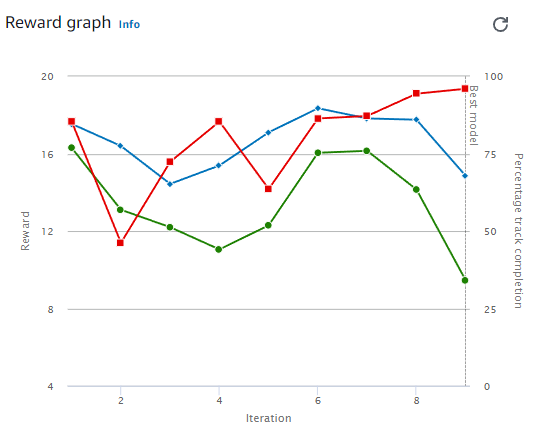 Reward graph Info
20
16
12
8
4
Reward
100
75
50
25
0
Percentage track completion
Best model
2
4
6
8
Iteration